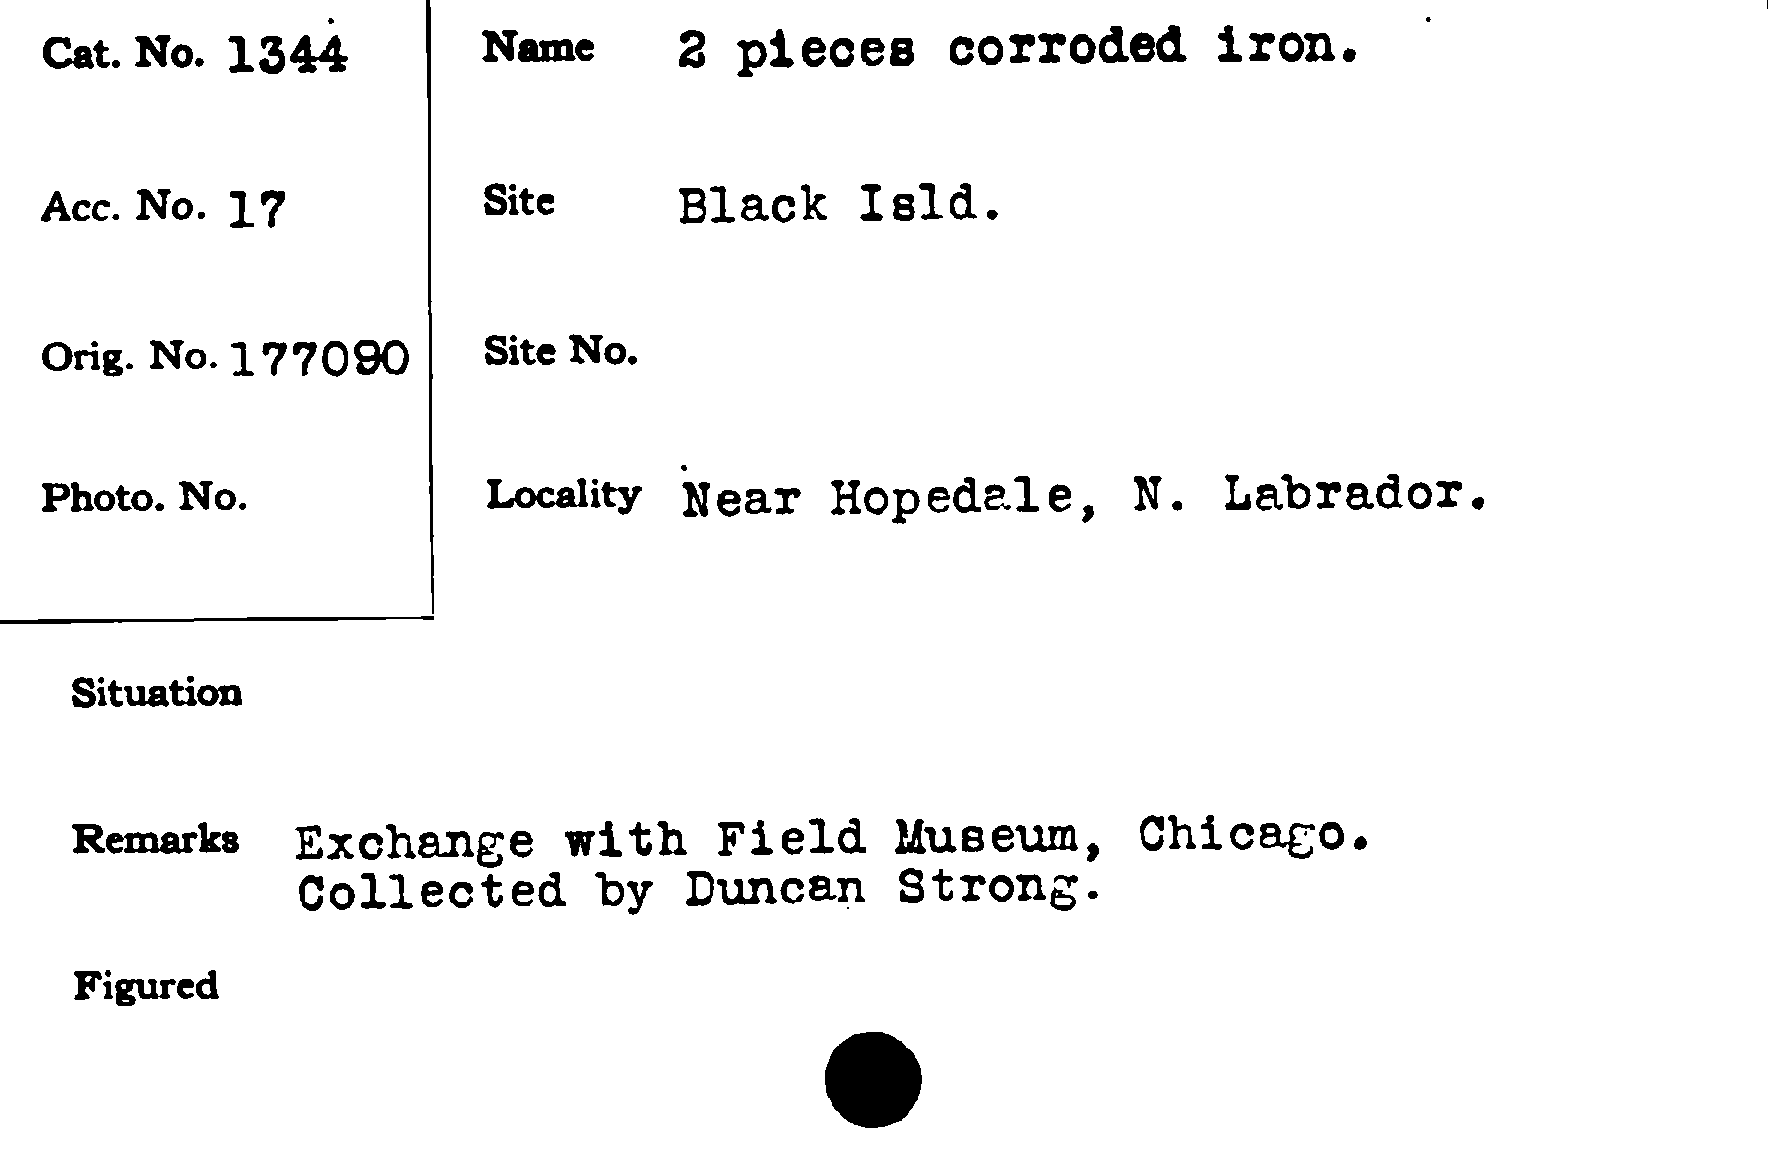 Cat. No. 1344
Acc. No. 17
Orig. No. 177090
Photo. No.
Name 2 pieces corroded iron.
Site Black Isld.
Site No.
Locality Near Hopedale, N. Labrador.
Situation
Remarks Exchange with Field Museum, Chicago.
Collected by Duncan Strong.
Figured